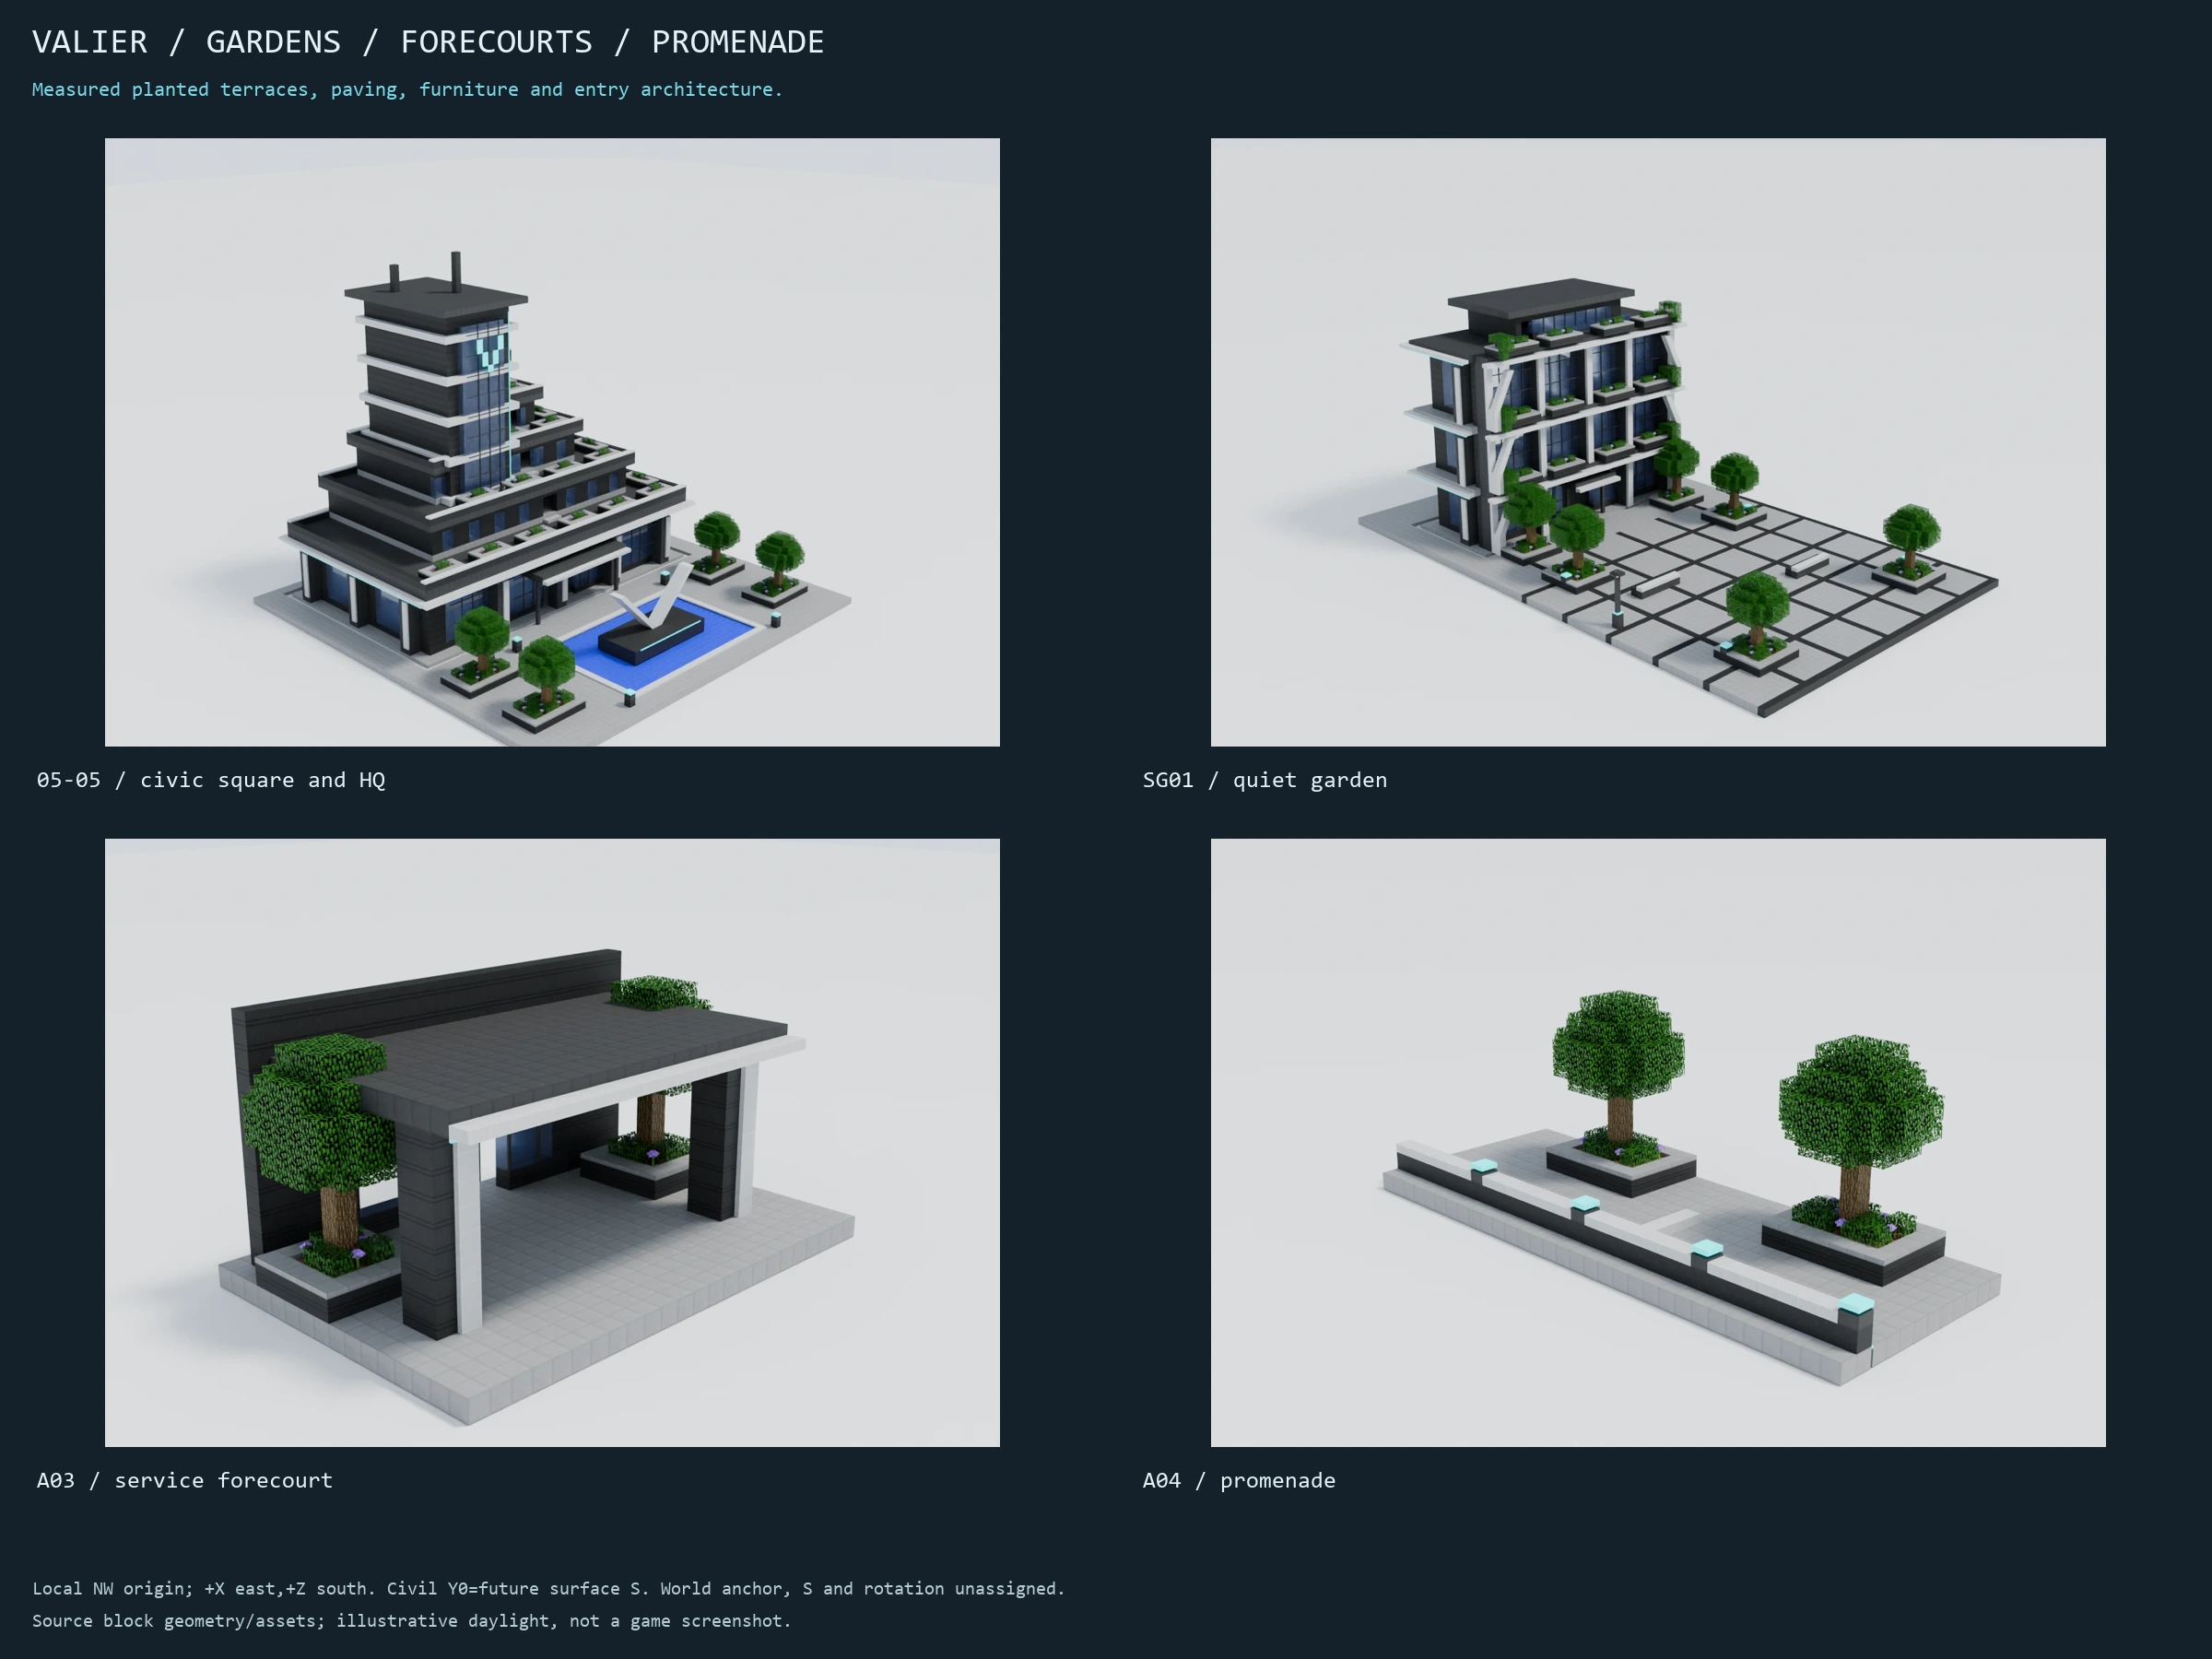 VALIER / GARDENS / FORECOURTS / PROMENADE
Measured planted terraces, paving, furniture and entry architecture.
05-05 / civic square and HQ
SG01 / quiet garden
A03 / service forecourt
A04 / promenade
Local NW origin; +X east,+Z south. Civil Y0=future surface S. World anchor, S and rotation unassigned.
Source block geometry/assets; illustrative daylight, not a game screenshot.